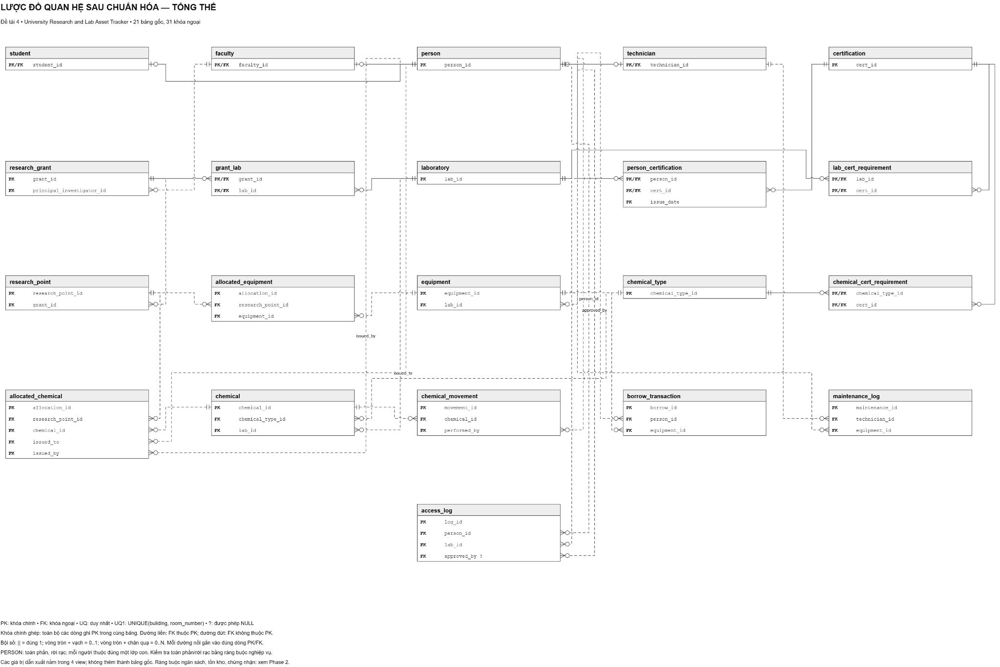 LƯỢC ĐỒ QUAN HỆ SAU CHUẨN HÓA — TỔNG THỂ
Đề tài 4 • University Research and Lab Asset Tracker • 21 bảng gốc, 31 khóa ngoại
student
PK/FK student_id
faculty
PK/FK faculty_id
person
PK person_id
technician
PK/FK technician_id
certification
PK cert_id
research_grant
PK grant_id
FK principal_investigator_id
grant_lab
PK/FK grant_id
PK/FK lab_id
laboratory
PK lab_id
person_certification
PK/FK person_id
PK/FK cert_id
PK issue_date
lab_cert_requirement
PK/FK lab_id
PK/FK cert_id
research_point
PK research_point_id
FK grant_id
allocated_equipment
PK allocation_id
FK research_point_id
FK equipment_id
equipment
PK equipment_id
FK lab_id
person_id
approved_by
chemical_type
PK chemical_type_id
chemical_cert_requirement
PK/FK chemical_type_id
PK/FK cert_id
issued_by
issued_to
allocated_chemical
PK allocation_id
FK research_point_id
FK chemical_id
FK issued_to
FK issued_by
chemical
PK chemical_id
FK chemical_type_id
FK lab_id
chemical_movement
PK movement_id
FK chemical_id
FK performed_by
borrow_transaction
PK borrow_id
FK person_id
FK equipment_id
maintenance_log
PK maintenance_id
FK technician_id
FK equipment_id
access_log
PK log_id
FK person_id
FK lab_id
FK approved_by ?
PK: khóa chính • FK: khóa ngoại • UQ: duy nhất • UQ1: UNIQUE(building, room_number) • ?: được phép NULL
Khóa chính ghép: toàn bộ các dòng ghi PK trong cùng bảng. Đường liền: FK thuộc PK; đường đứt: FK không thuộc PK.
Bội số: || = đúng 1; vòng tròn + vạch = 0..1; vòng tròn + chân quạ = 0..N. Mỗi đường nối gắn vào đúng dòng PK/FK.
PERSON: toàn phần, rời rạc; mỗi người thuộc đúng một lớp con. Kiểm tra toàn phần/rời rạc bằng ràng buộc nghiệp vụ.
Các giá trị dẫn xuất nằm trong 4 view; không thêm thành bảng gốc. Ràng buộc ngân sách, tồn kho, chứng nhận: xem Phase 2.